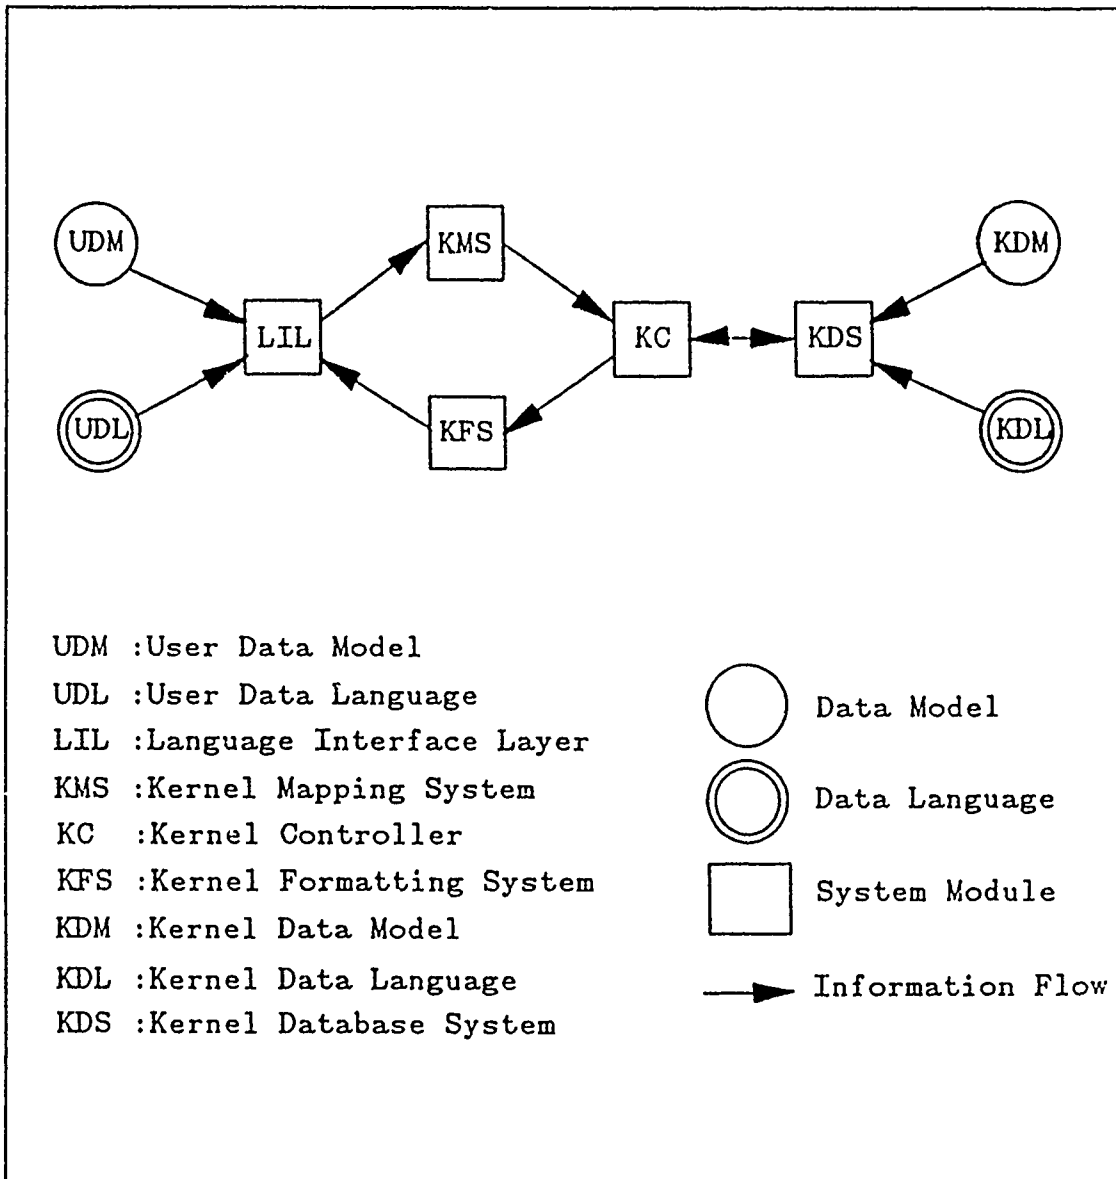 UDM
KMS
KDM
LIL
KC
KDS
UDL
KFS
KDL
UDM :User Data Model
UDL :User Data Language
LIL :Language Interface Layer
KMS :Kernel Mapping System
KC :Kernel Controller
KFS :Kernel Formatting System
KDM :Kernel Data Model
KDL :Kernel Data Language
KDS :Kernel Database System
Data Model
Data Language
System Module
Information Flow